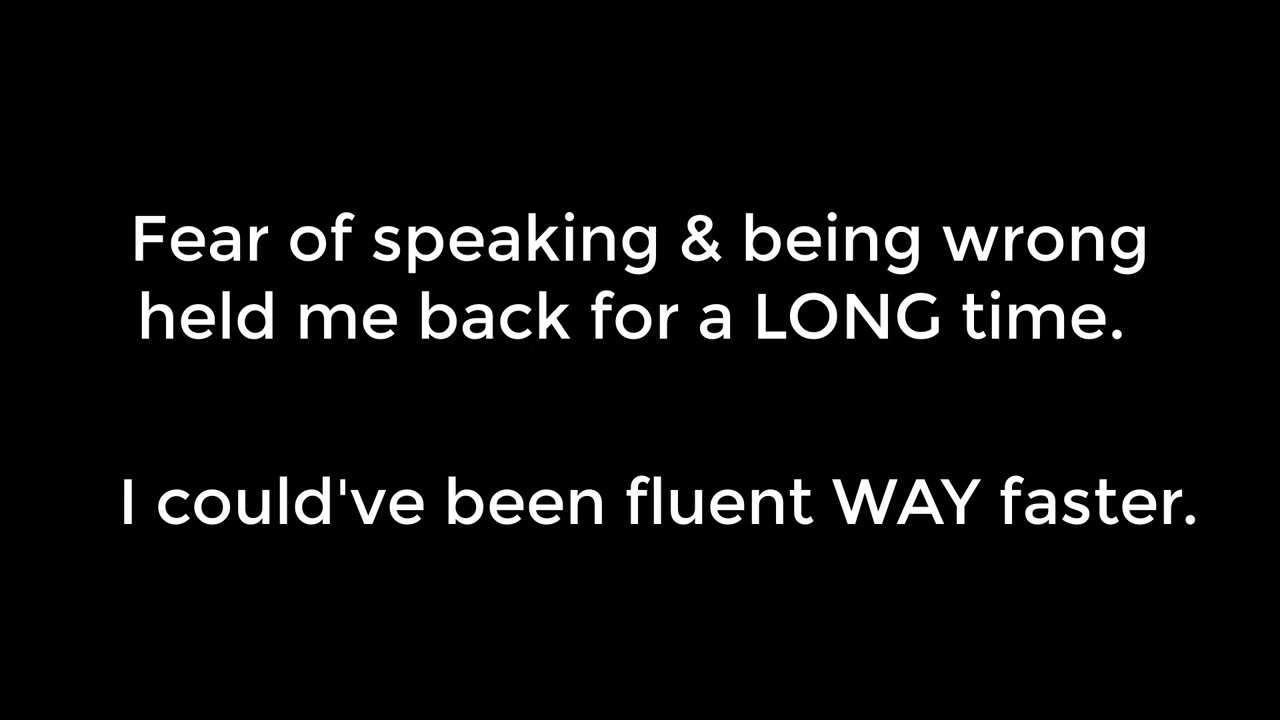 Fear of speaking & being wrong
held me back for a LONG time.
I could've been fluent WAY faster.